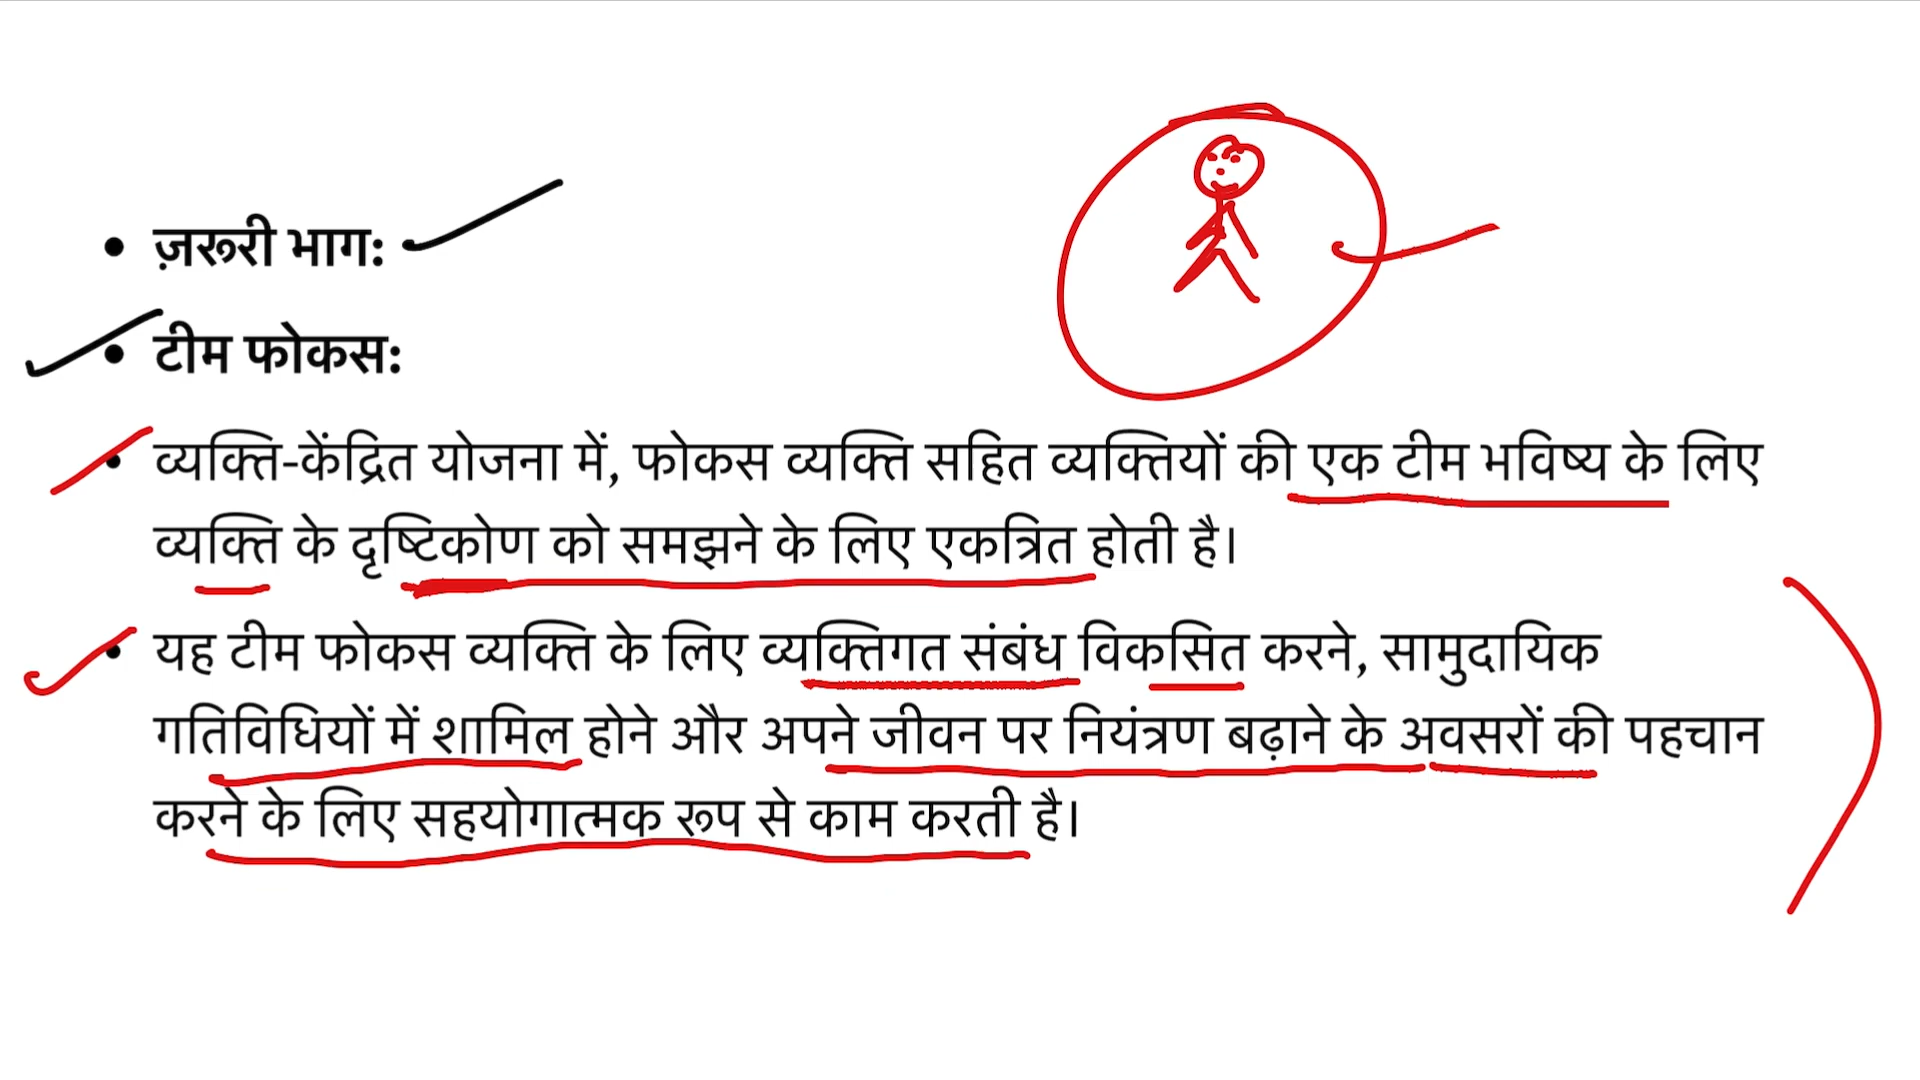 • ज़रूरी भाग:
• टीम फोकस:
• व्यक्ति-केंद्रित योजना में, फोकस व्यक्ति सहित व्यक्तियों की एक टीम भविष्य के लिए
व्यक्ति के दृष्टिकोण को समझने के लिए एकत्रित होती है।
• यह टीम फोकस व्यक्ति के लिए व्यक्तिगत संबंध विकसित करने, सामुदायिक
गतिविधियों में शामिल होने और अपने जीवन पर नियंत्रण बढ़ाने के अवसरों की पहचान
करने के लिए सहयोगात्मक रूप से काम करती है।